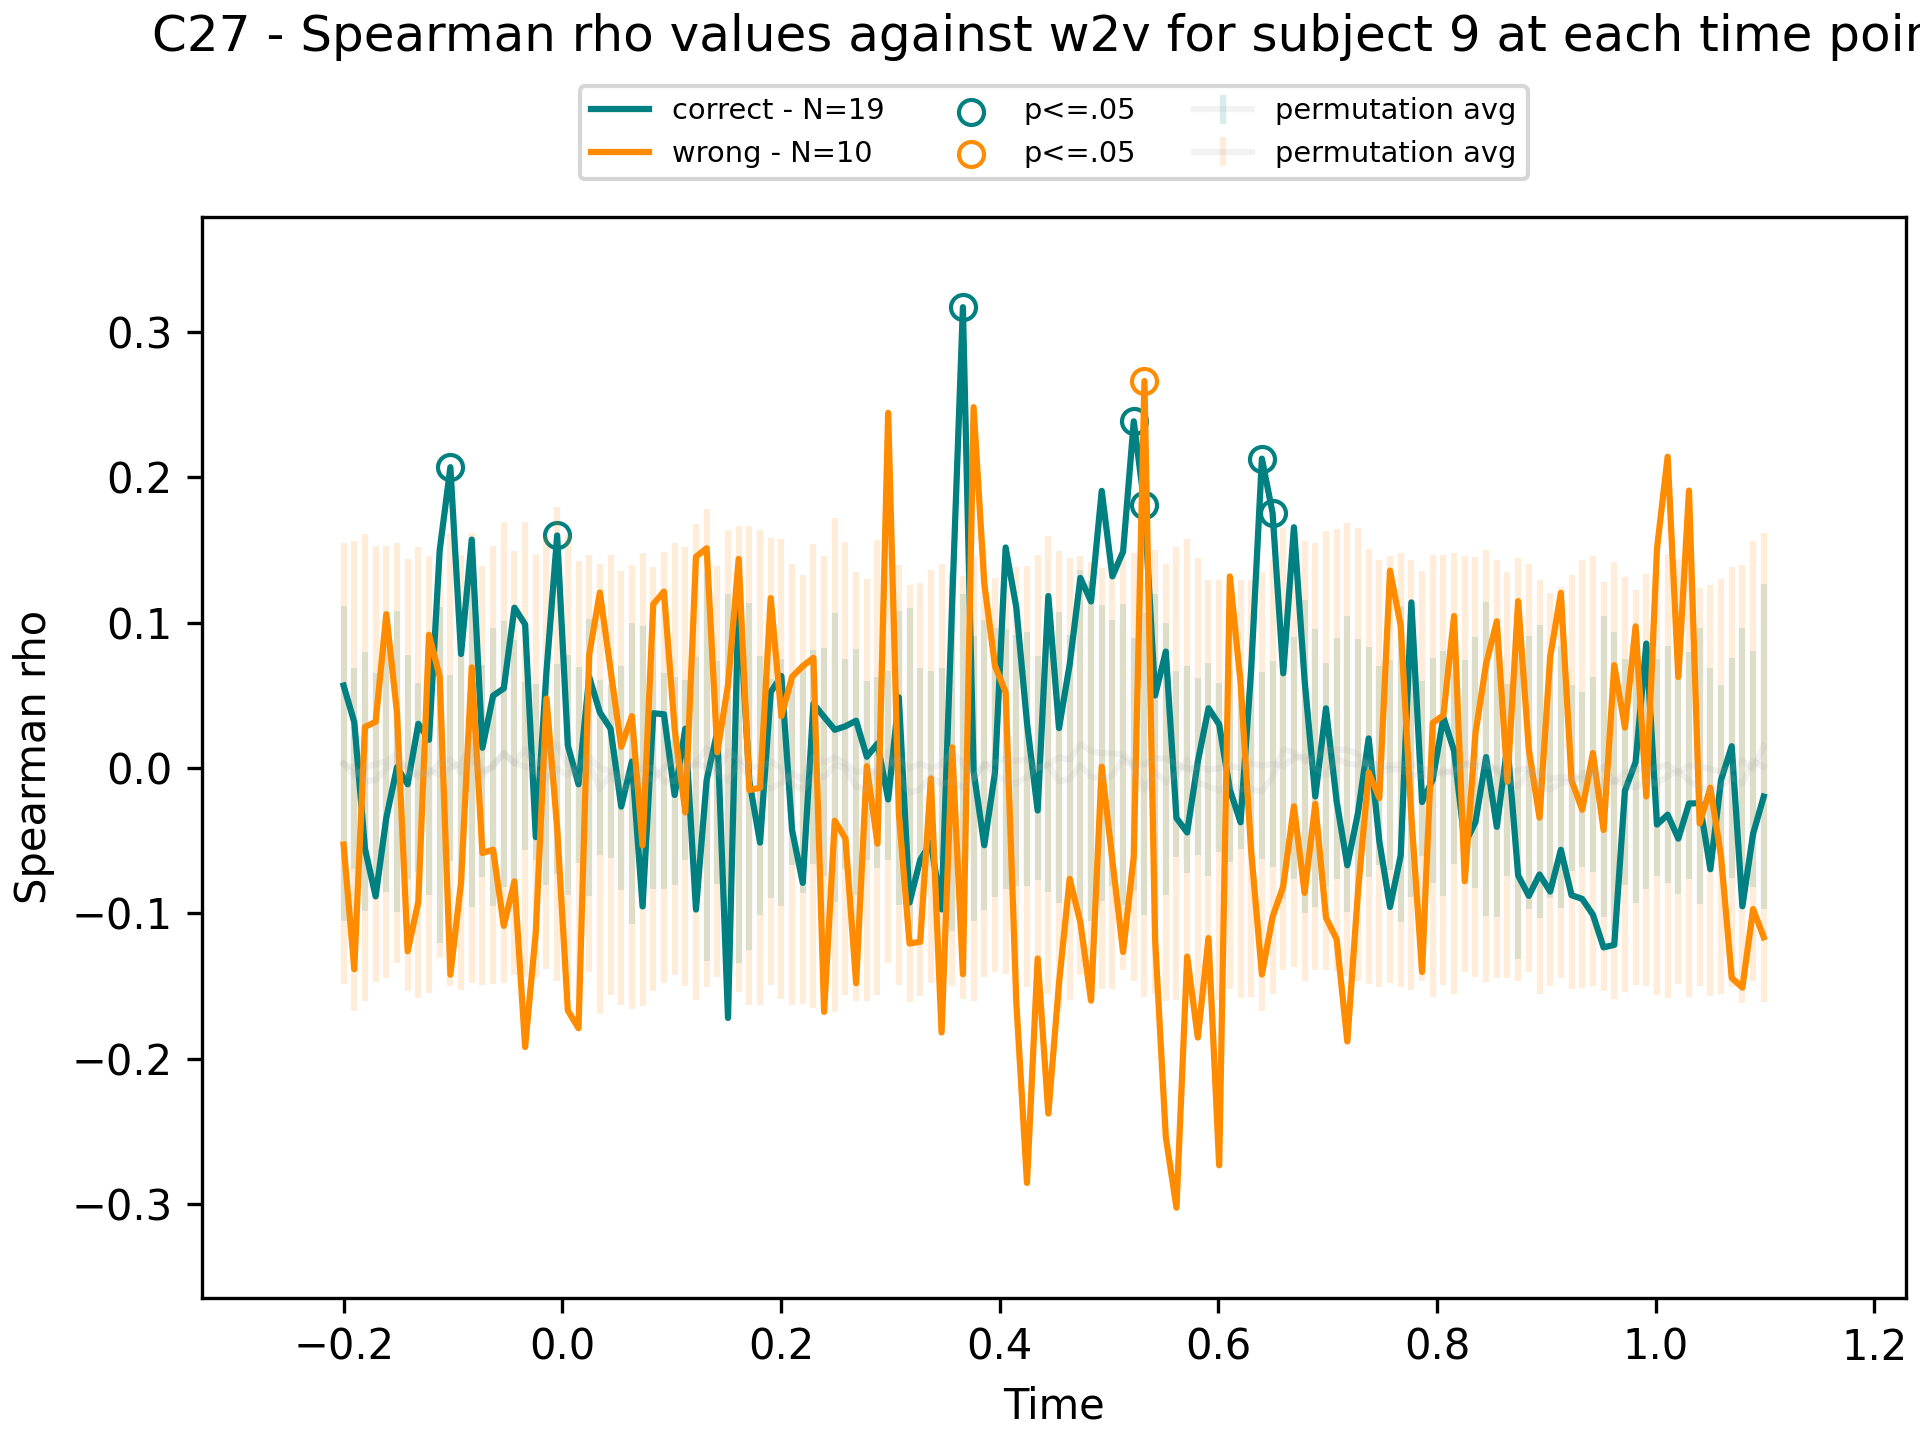 C27 - Spearman rho values against w2v for subject 9 at each time poin
correct - N=19 p<=.05 permutation avg
wrong - N=10 p<=.05 permutation avg
0.3
0.2
0.1
0.0
−0.1
−0.2
−0.3
Spearman rho
−0.2 0.0 0.2 0.4 0.6 0.8 1.0 1.2
Time